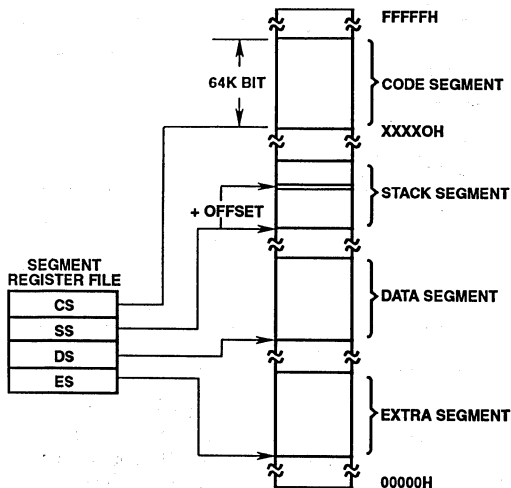 FFFFFH
64K BIT
CODE SEGMENT
XXXXOH
+ OFFSET
STACK SEGMENT
SEGMENT
REGISTER FILE
CS
SS
DS
ES
DATA SEGMENT
EXTRA SEGMENT
00000H